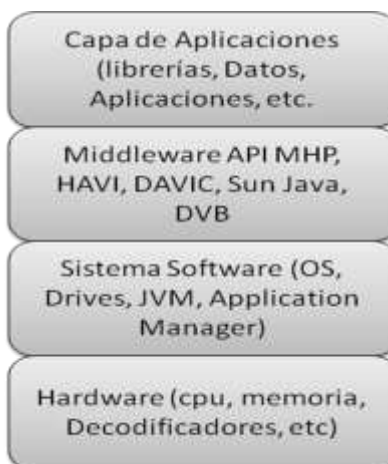 Capa de Aplicaciones
(librerías, Datos,
Aplicaciones, etc.
Middleware API MHP,
HAVI, DAVIC, Sun Java,
DVB
Sistema Software (OS,
Drives, JVM, Application
Manager)
Hardware (cpu, memoria,
Decodificadores, etc)